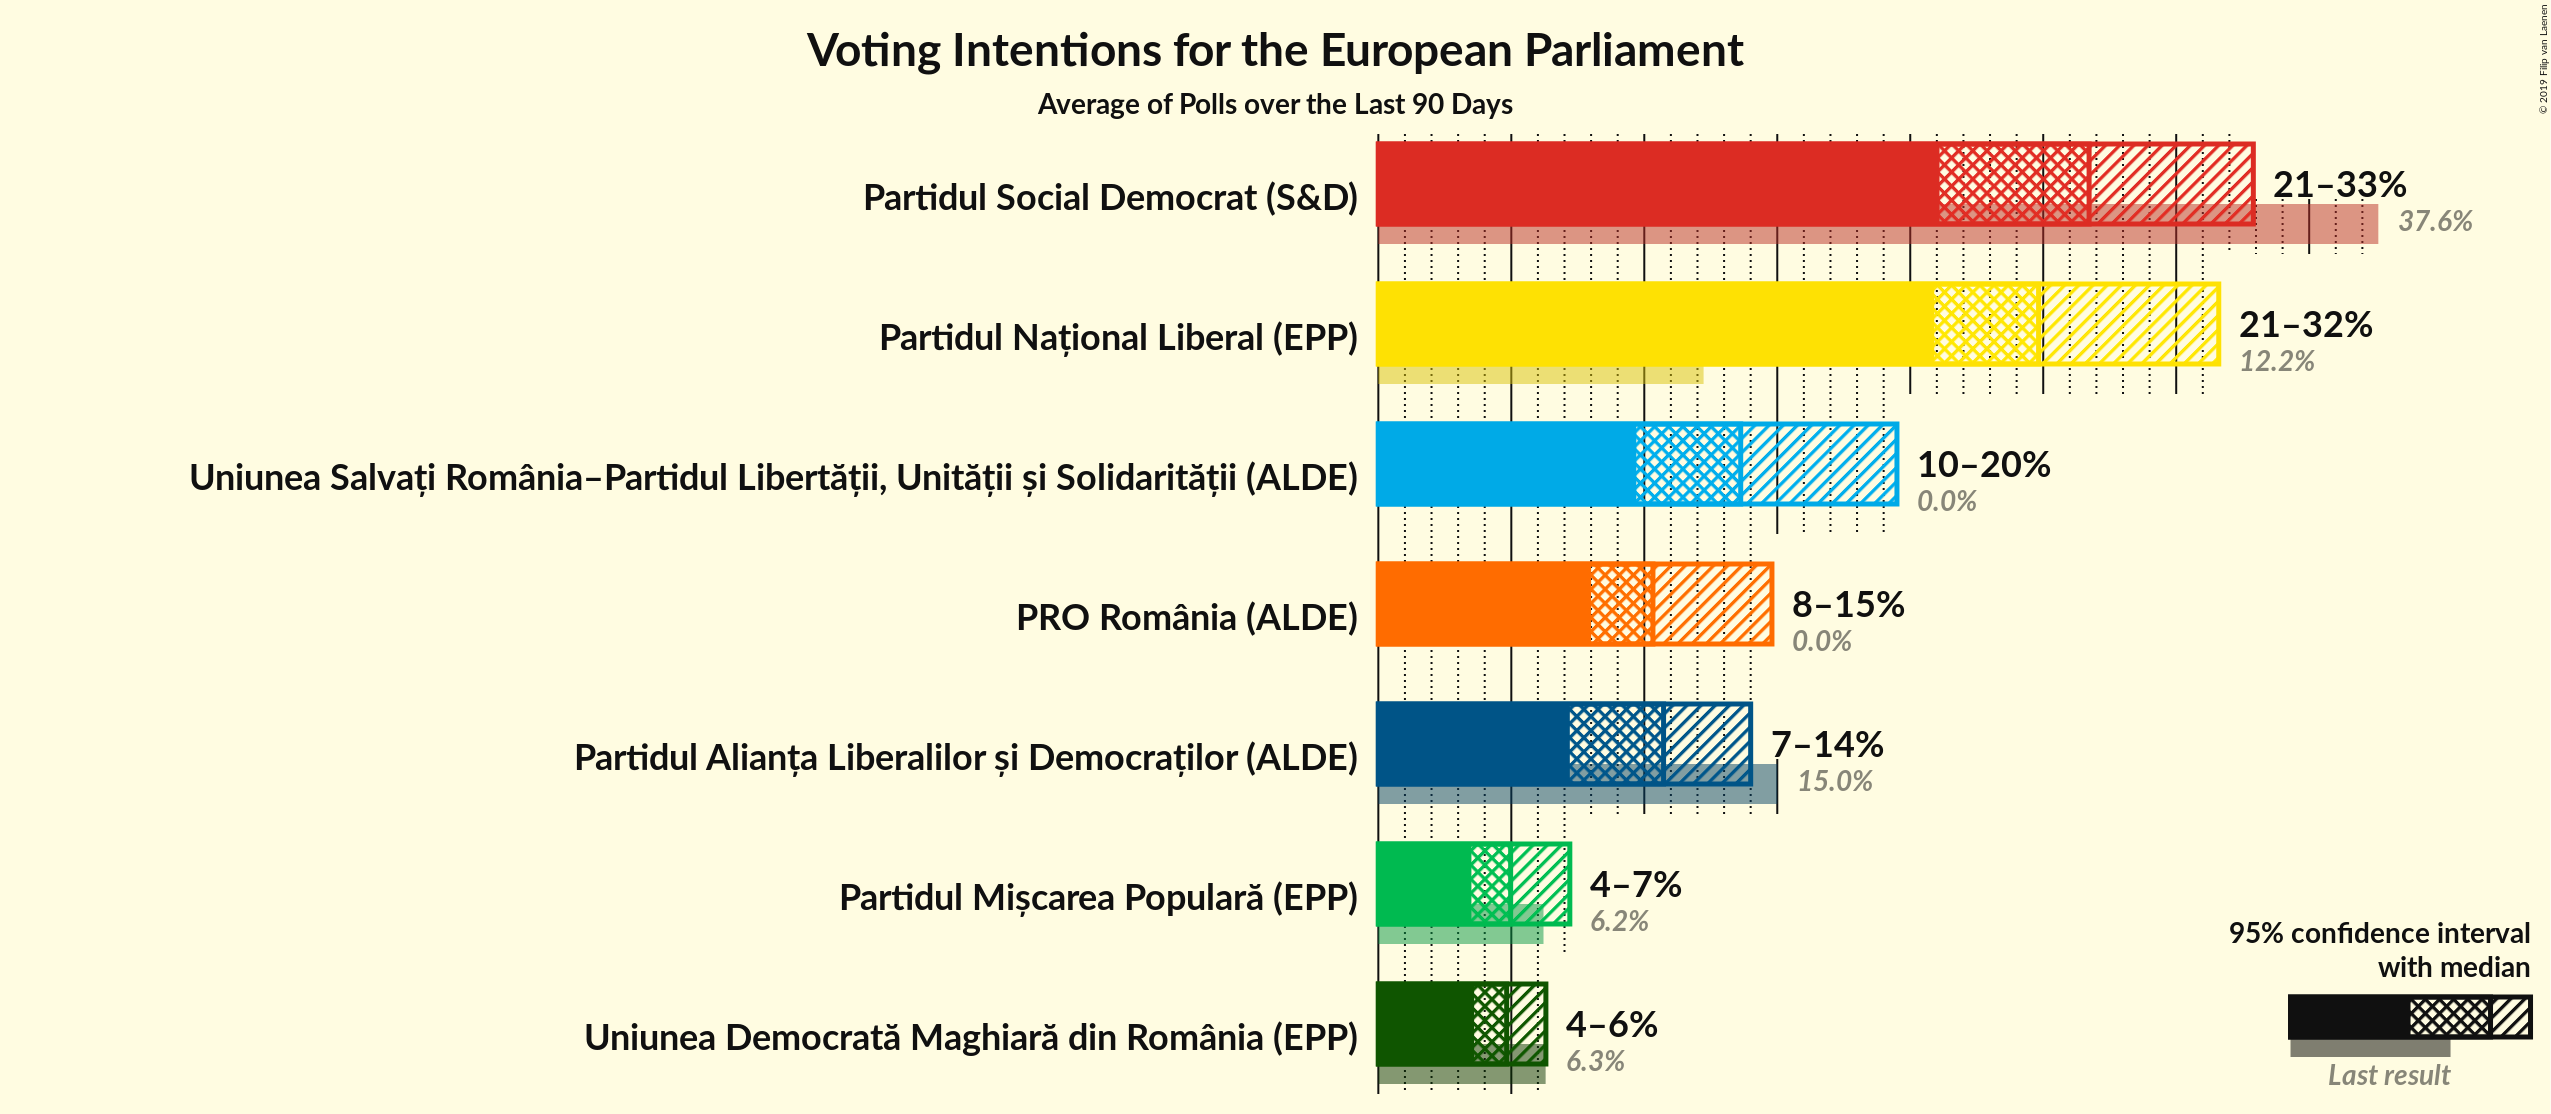 Voting Intentions for the European Parliament
Average of Polls over the Last 90 Days
© 2019 Filip van Laenen
Partidul Social Democrat (S&D)
21–33%
37.6%
Partidul Național Liberal (EPP)
21–32%
12.2%
Uniunea Salvați România–Partidul Libertății, Unității și Solidarității (ALDE)
10–20%
0.0%
PRO România (ALDE)
8–15%
0.0%
Partidul Alianța Liberalilor și Democraților (ALDE)
7–14%
15.0%
Partidul Mișcarea Populară (EPP)
4–7%
6.2%
Uniunea Democrată Maghiară din România (EPP)
4–6%
6.3%
95% confidence interval
with median
Last result